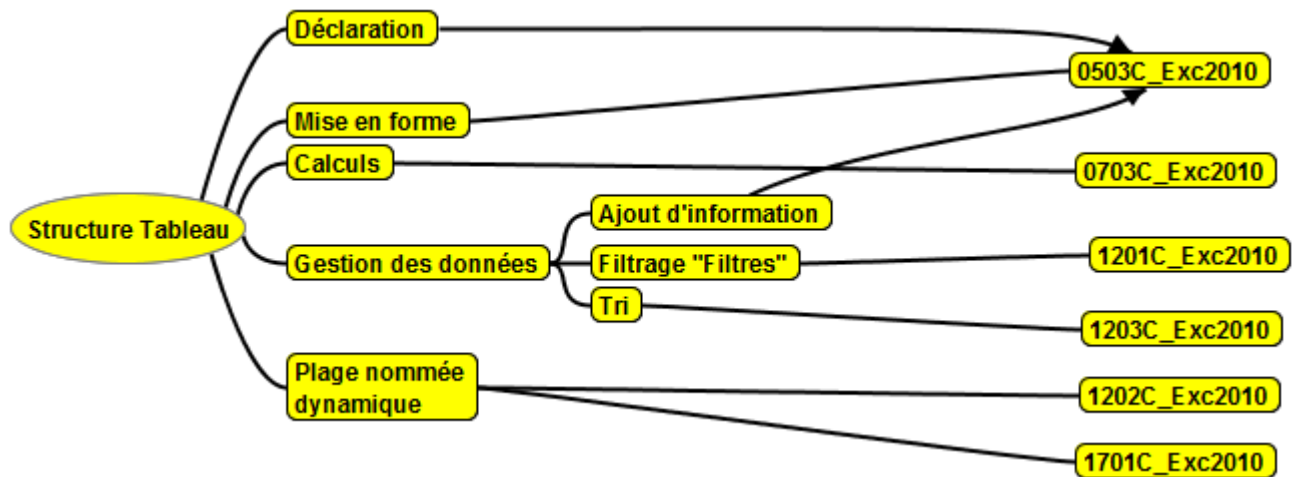 Déclaration
0503C_Exc2010
Mise en forme
Calculs
0703C_Exc2010
Structure Tableau
Ajout d'information
Gestion des données
Filtrage "Filtres"
1201C_Exc2010
Tri
1203C_Exc2010
Plage nommée
dynamique
1202C_Exc2010
1701C_Exc2010